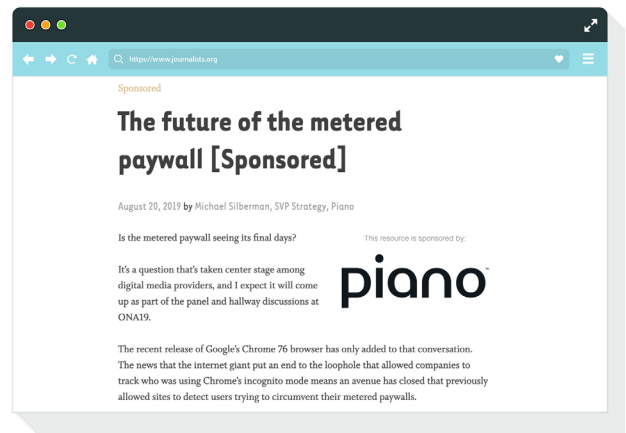 https://www.journalists.org
Sponsored
The future of the metered
paywall [Sponsored]
August 20, 2019 by Michael Silberman, SVP Strategy, Piano
Is the metered paywall seeing its final days?
This resource is sponsored by:
piano™
It's a question that's taken center stage among
digital media providers, and I expect it will come
up as part of the panel and hallway discussions at
ONA19.
The recent release of Google's Chrome 76 browser has only added to that conversation.
The news that the internet giant put an end to the loophole that allowed companies to
track who was using Chrome's incognito mode means an avenue has closed that previously
allowed sites to detect users trying to circumvent their metered paywalls.